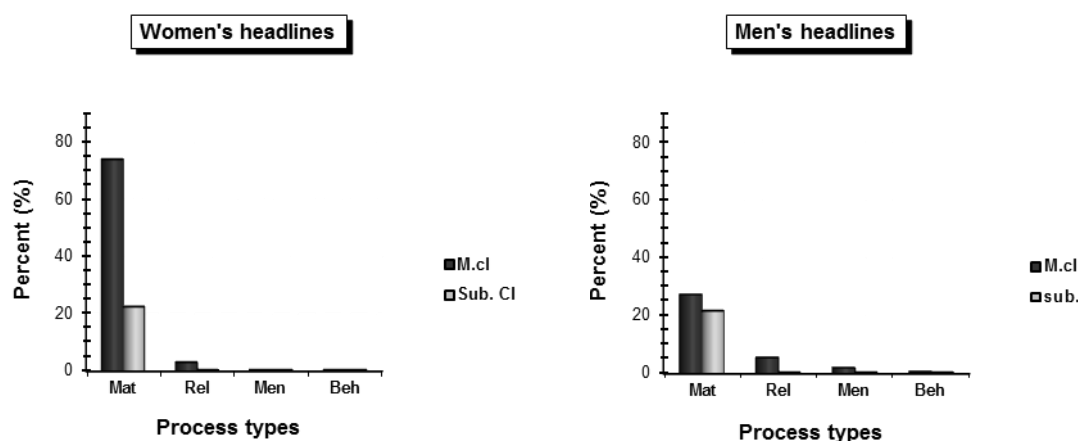 Women's headlines
Percent (%)
80
60
40
20
0
Mat Rel Men Beh
Process types
M.cl
Sub. Cl
Men's headlines
Percent (%)
80
60
40
20
0
Mat Rel Men Beh
Process types
M.cl
sub.